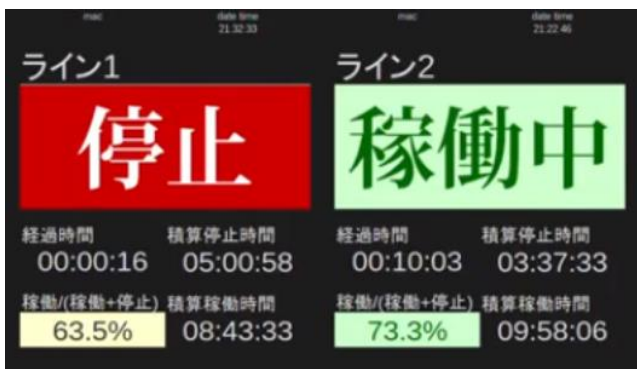 mac date time mac date time
21:32:33 21:22:46
ライン1 ライン2
停止 稼働中
経過時間 積算停止時間 経過時間 積算停止時間
00:00:16 05:00:58 00:10:03 03:37:33
稼働/(稼働+停止) 積算稼働時間 稼働/(稼働+停止) 積算稼働時間
63.5% 08:43:33 73.3% 09:58:06